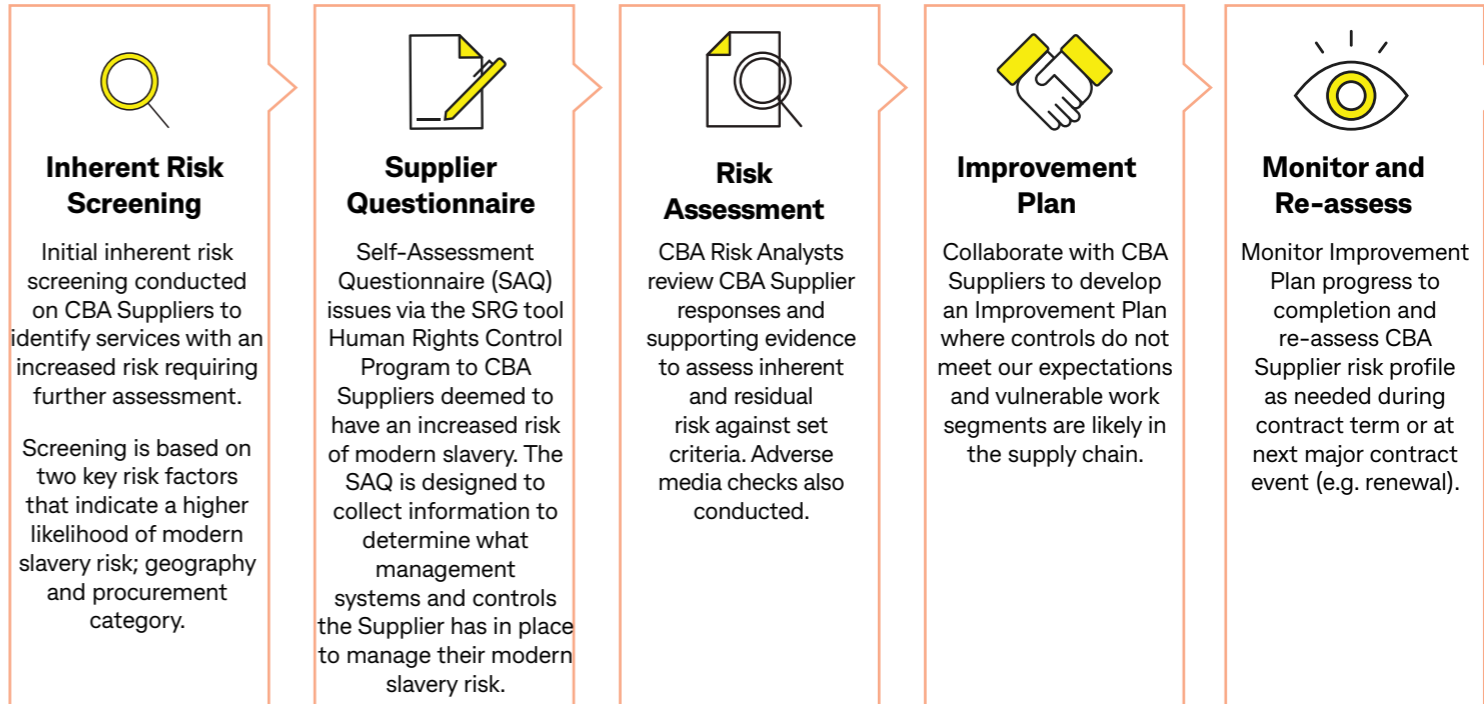 Inherent Risk
Screening
Initial inherent risk
screening conducted
on CBA Suppliers to
identify services with an
increased risk requiring
further assessment.
Screening is based on
two key risk factors
that indicate a higher
likelihood of modern
slavery risk; geography
and procurement
category.
Supplier
Questionnaire
Self-Assessment
Questionnaire (SAQ)
issues via the SRG tool
Human Rights Control
Program to CBA
Suppliers deemed to
have an increased risk
of modern slavery. The
SAQ is designed to
collect information to
determine what
management
systems and controls
the Supplier has in place
to manage their modern
slavery risk.
Risk
Assessment
CBA Risk Analysts
review CBA Supplier
responses and
supporting evidence
to assess inherent
and residual
risk against set
criteria. Adverse
media checks also
conducted.
Improvement
Plan
Collaborate with CBA
Suppliers to develop
an Improvement Plan
where controls do not
meet our expectations
and vulnerable work
segments are likely in
the supply chain.
Monitor and
Re-assess
Monitor Improvement
Plan progress to
completion and
re-assess CBA
Supplier risk profile
as needed during
contract term or at
next major contract
event (e.g. renewal).